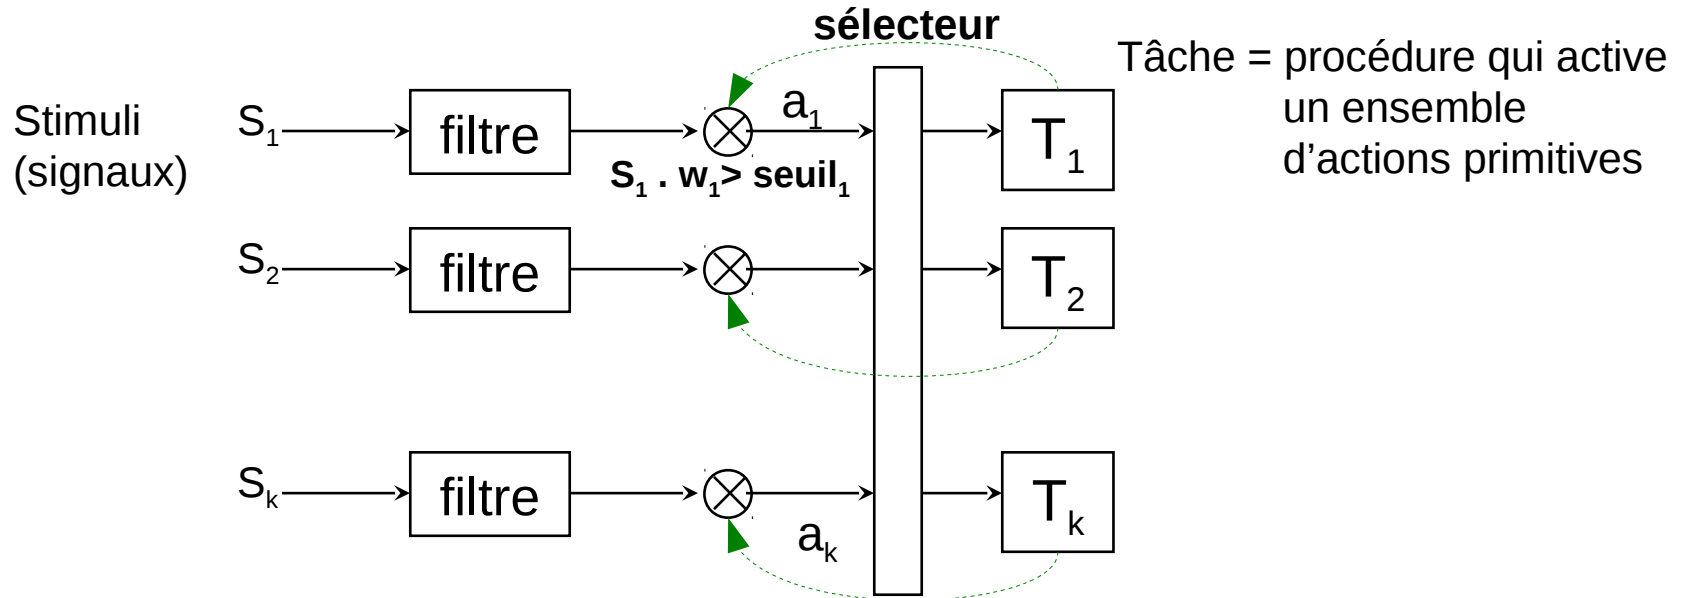 sélecteur
Tâche = procédure qui active
un ensemble
d'actions primitives
Stimuli
(signaux)
S₁
filtre
a₁
T₁
S₁ . w₁> seuil₁
S₂
filtre
T₂
Sₖ
filtre
aₖ
Tₖ